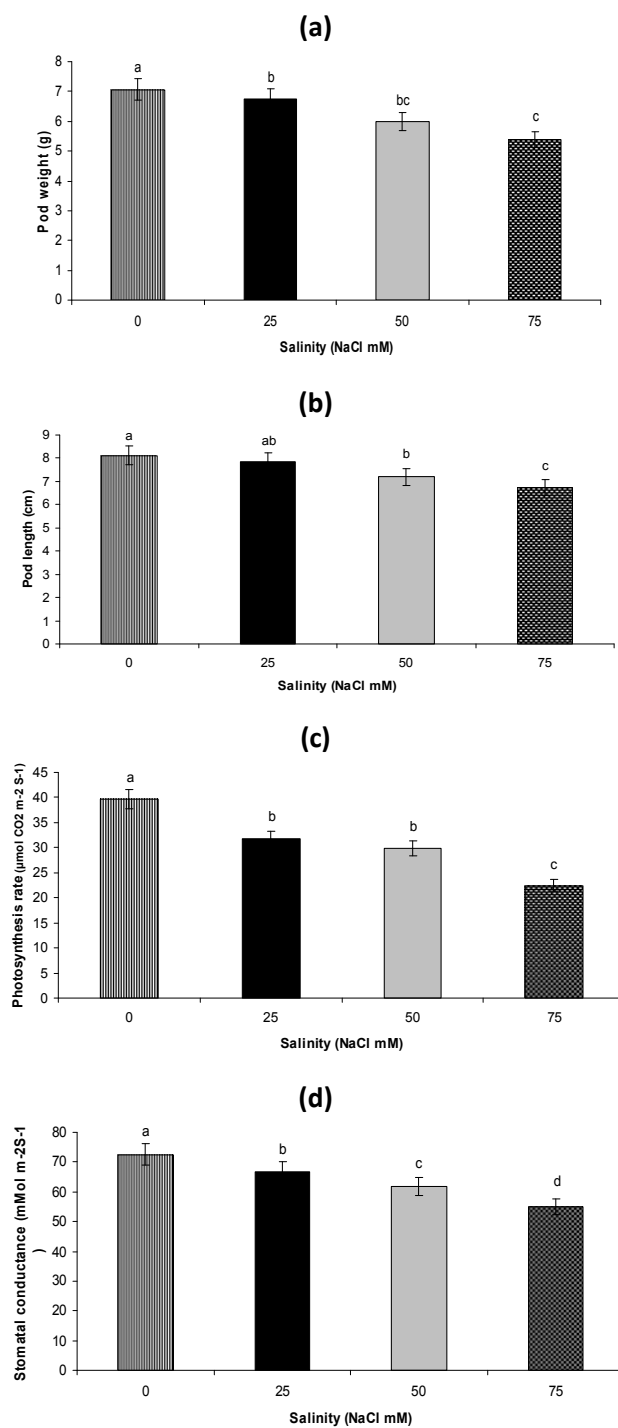 (a)
Pod weight (g)
8
7
6
5
4
3
2
1
0
a
b
bc
c
0 25 50 75
Salinity (NaCl mM)
(b)
Pod length (cm)
9
8
7
6
5
4
3
2
1
0
a
ab
b
c
0 25 50 75
Salinity (NaCl mM)
(c)
Photosynthesis rate (µmol CO2 m-2 S-1)
45
40
35
30
25
20
15
10
5
0
a
b
b
c
0 25 50 75
Salinity (NaCl mM)
(d)
Stomatal conductance (mMol m-2S-1
)
80
70
60
50
40
30
20
10
0
a
b
c
d
0 25 50 75
Salinity (NaCl mM)